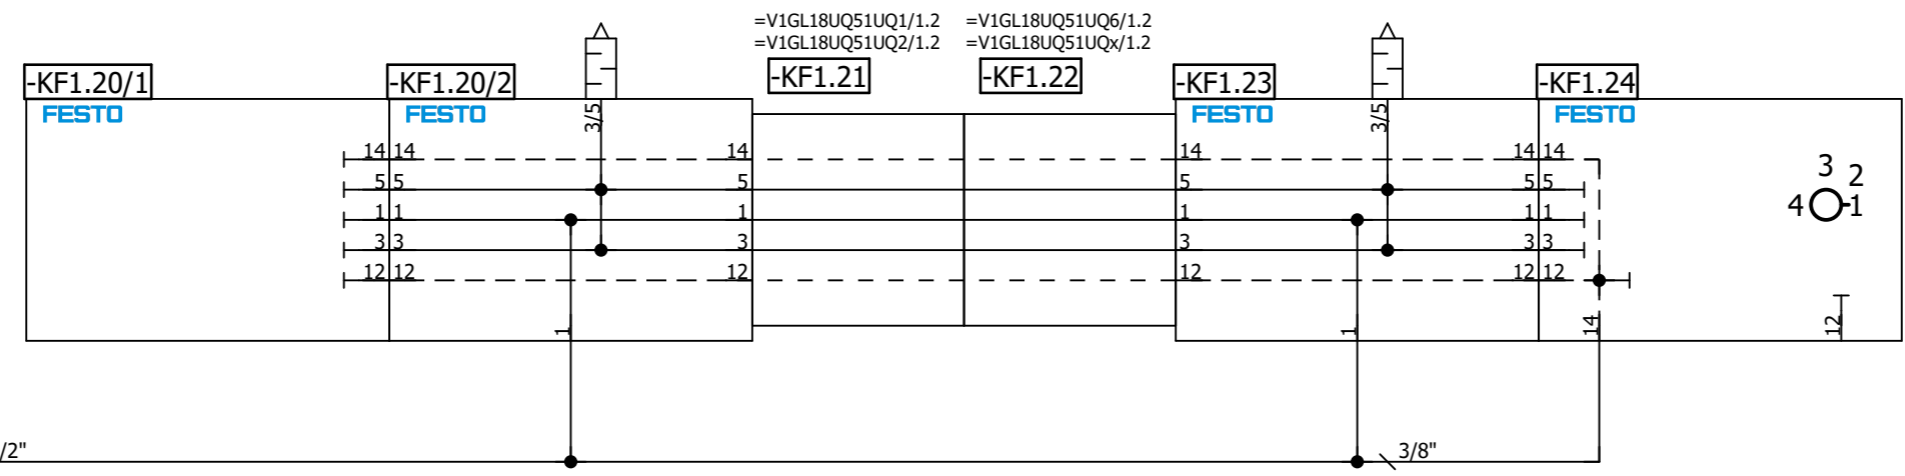 =V1GL18UQ51UQ1/1.2 =V1GL18UQ51UQ6/1.2
=V1GL18UQ51UQ2/1.2 =V1GL18UQ51UQx/1.2
-KF1.20/1 -KF1.20/2 -KF1.21 -KF1.22 -KF1.23 -KF1.24
FESTO FESTO FESTO FESTO
3/5 3/5
14 14 14 14 14 14
5 5 5 5 5 5
1 1 1 1 1 1
3 3 3 3 3 3
12 12 12 12 12 12
3 2
4 1
1 1 14 12
/2" 3/8"